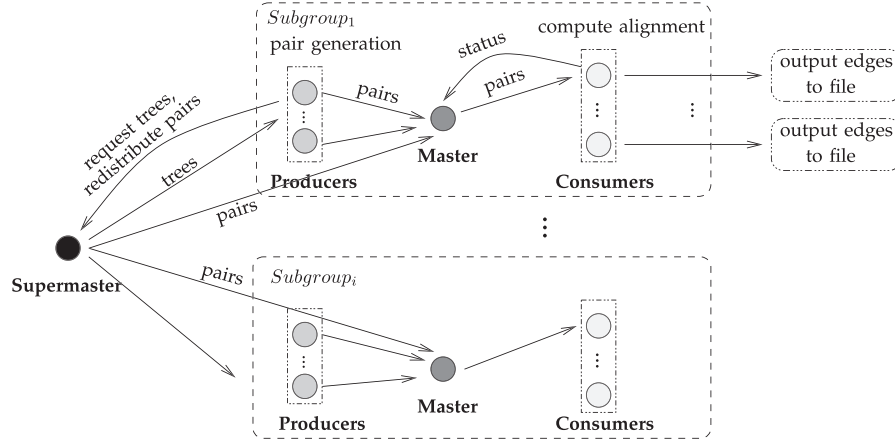 Subgroup₁
pair generation
compute alignment
status
pairs
pairs
output edges
to file
output edges
to file
request trees,
redistribute pairs
trees
pairs
Master
Producers
Consumers
Supermaster
pairs
Subgroupᵢ
Master
Producers
Consumers